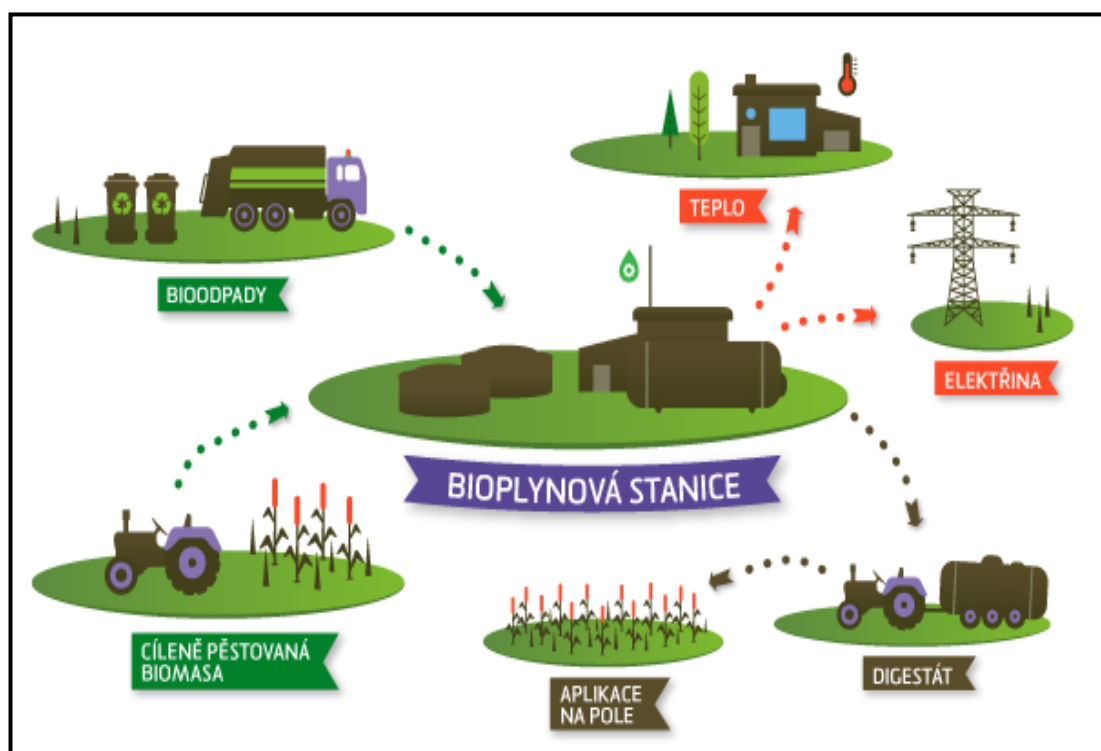 TEPLO
BIOODPADY
ELEKTŘINA
BIOPLYNOVÁ STANICE
CÍLENĚ PĚSTOVANÁ
BIOMASA
APLIKACE
NA POLE
DIGESTÁT